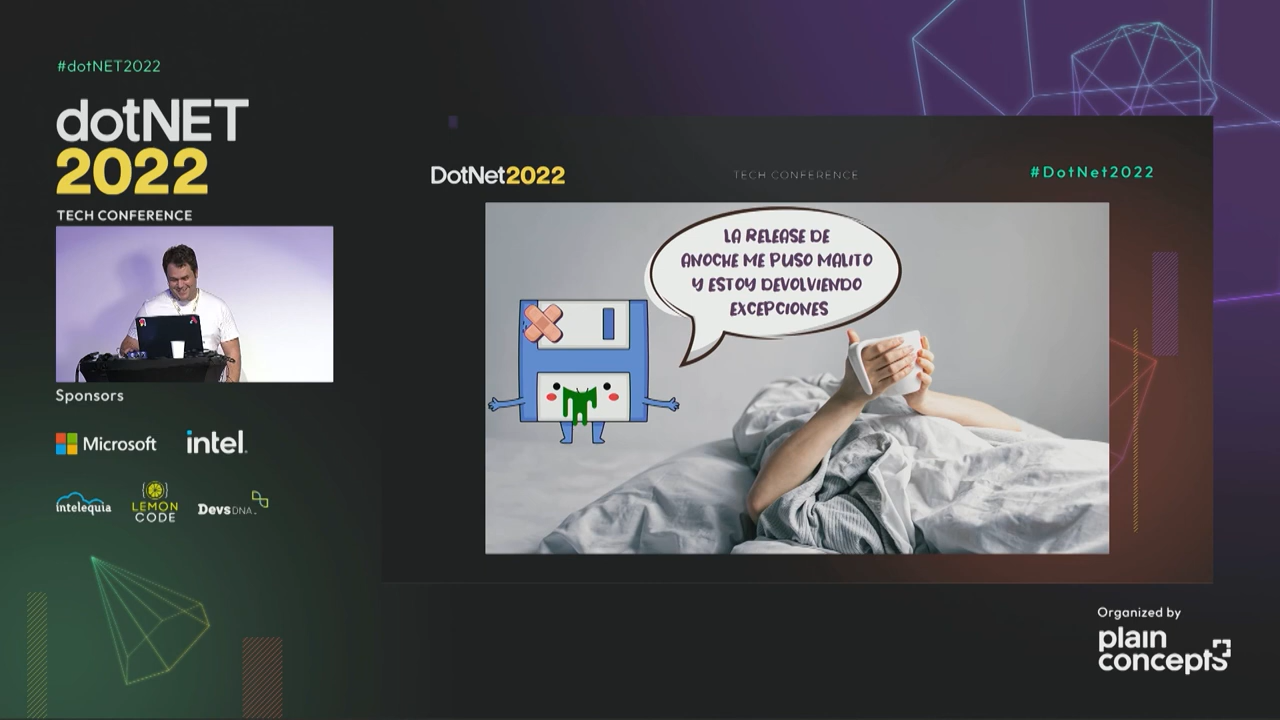 #dotNET2022
dotNET
2022
TECH CONFERENCE
Sponsors
Microsoft
intel.
intelequia
LEMON
CODE
DevsDNA.
DotNet2022
TECH CONFERENCE
#DotNet2022
LA RELEASE DE
ANOCHE ME PUSO MALITO
Y ESTOY DEVOLVIENDO
EXCEPCIONES
Organized by
plain
concepts